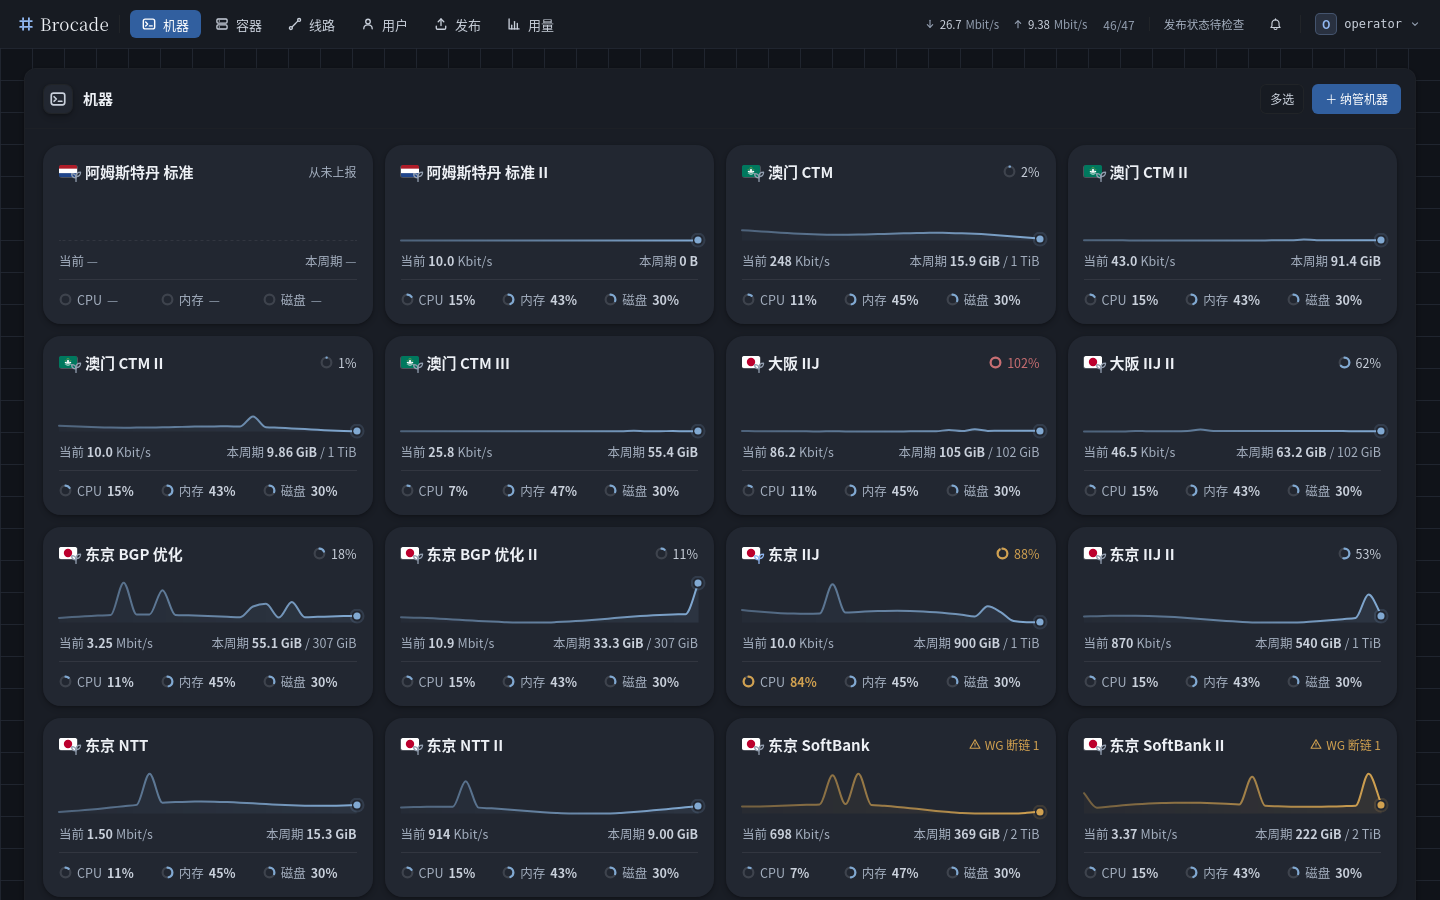 Brocade 机器 容器 线路 用户 发布 用量 ↓ 26.7 Mbit/s ↑ 9.38 Mbit/s 46/47 发布状态待检查 O operator
机器 多选 + 纳管机器
阿姆斯特丹 标准 从未上报
当前 — 本周期 —
CPU — 内存 — 磁盘 —
阿姆斯特丹 标准 II
当前 10.0 Kbit/s 本周期 0 B
CPU 15% 内存 43% 磁盘 30%
澳门 CTM 2%
当前 248 Kbit/s 本周期 15.9 GiB / 1 TiB
CPU 11% 内存 45% 磁盘 30%
澳门 CTM II
当前 43.0 Kbit/s 本周期 91.4 GiB
CPU 15% 内存 43% 磁盘 30%
澳门 CTM II 1%
当前 10.0 Kbit/s 本周期 9.86 GiB / 1 TiB
CPU 15% 内存 43% 磁盘 30%
澳门 CTM III
当前 25.8 Kbit/s 本周期 55.4 GiB
CPU 7% 内存 47% 磁盘 30%
大阪 IIJ 102%
当前 86.2 Kbit/s 本周期 105 GiB / 102 GiB
CPU 11% 内存 45% 磁盘 30%
大阪 IIJ II 62%
当前 46.5 Kbit/s 本周期 63.2 GiB / 102 GiB
CPU 15% 内存 43% 磁盘 30%
东京 BGP 优化 18%
当前 3.25 Mbit/s 本周期 55.1 GiB / 307 GiB
CPU 11% 内存 45% 磁盘 30%
东京 BGP 优化 II 11%
当前 10.9 Mbit/s 本周期 33.3 GiB / 307 GiB
CPU 15% 内存 43% 磁盘 30%
东京 IIJ 88%
当前 10.0 Kbit/s 本周期 900 GiB / 1 TiB
CPU 84% 内存 45% 磁盘 30%
东京 IIJ II 53%
当前 870 Kbit/s 本周期 540 GiB / 1 TiB
CPU 15% 内存 43% 磁盘 30%
东京 NTT
当前 1.50 Mbit/s 本周期 15.3 GiB
CPU 11% 内存 45% 磁盘 30%
东京 NTT II
当前 914 Kbit/s 本周期 9.00 GiB
CPU 15% 内存 43% 磁盘 30%
东京 SoftBank WG 断链 1
当前 698 Kbit/s 本周期 369 GiB / 2 TiB
CPU 7% 内存 47% 磁盘 30%
东京 SoftBank II WG 断链 1
当前 3.37 Mbit/s 本周期 222 GiB / 2 TiB
CPU 15% 内存 43% 磁盘 30%